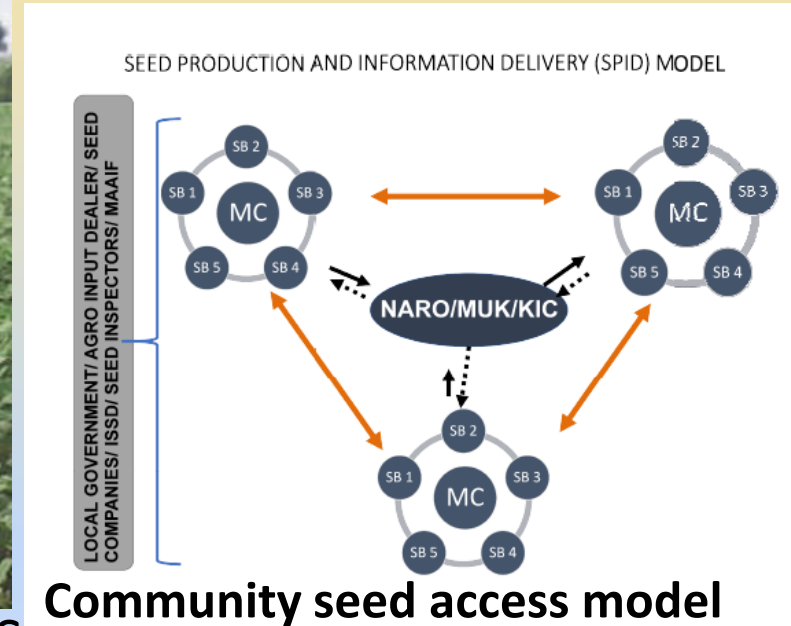 SEED PRODUCTION AND INFORMATION DELIVERY (SPID) MODEL
LOCAL GOVERNMENT/ AGRO INPUT DEALER/ SEED
COMPANIES/ ISSD/ SEED INSPECTORS/ MAAIF
SB 2
SB 1
SB 3
MC
SB 5
SB 4
SB 2
SB 1
SB 3
MC
SB 5
SB 4
NARO/MUK/KIC
SB 2
SB 1
SB 3
MC
SB 5
SB 4
Community seed access model